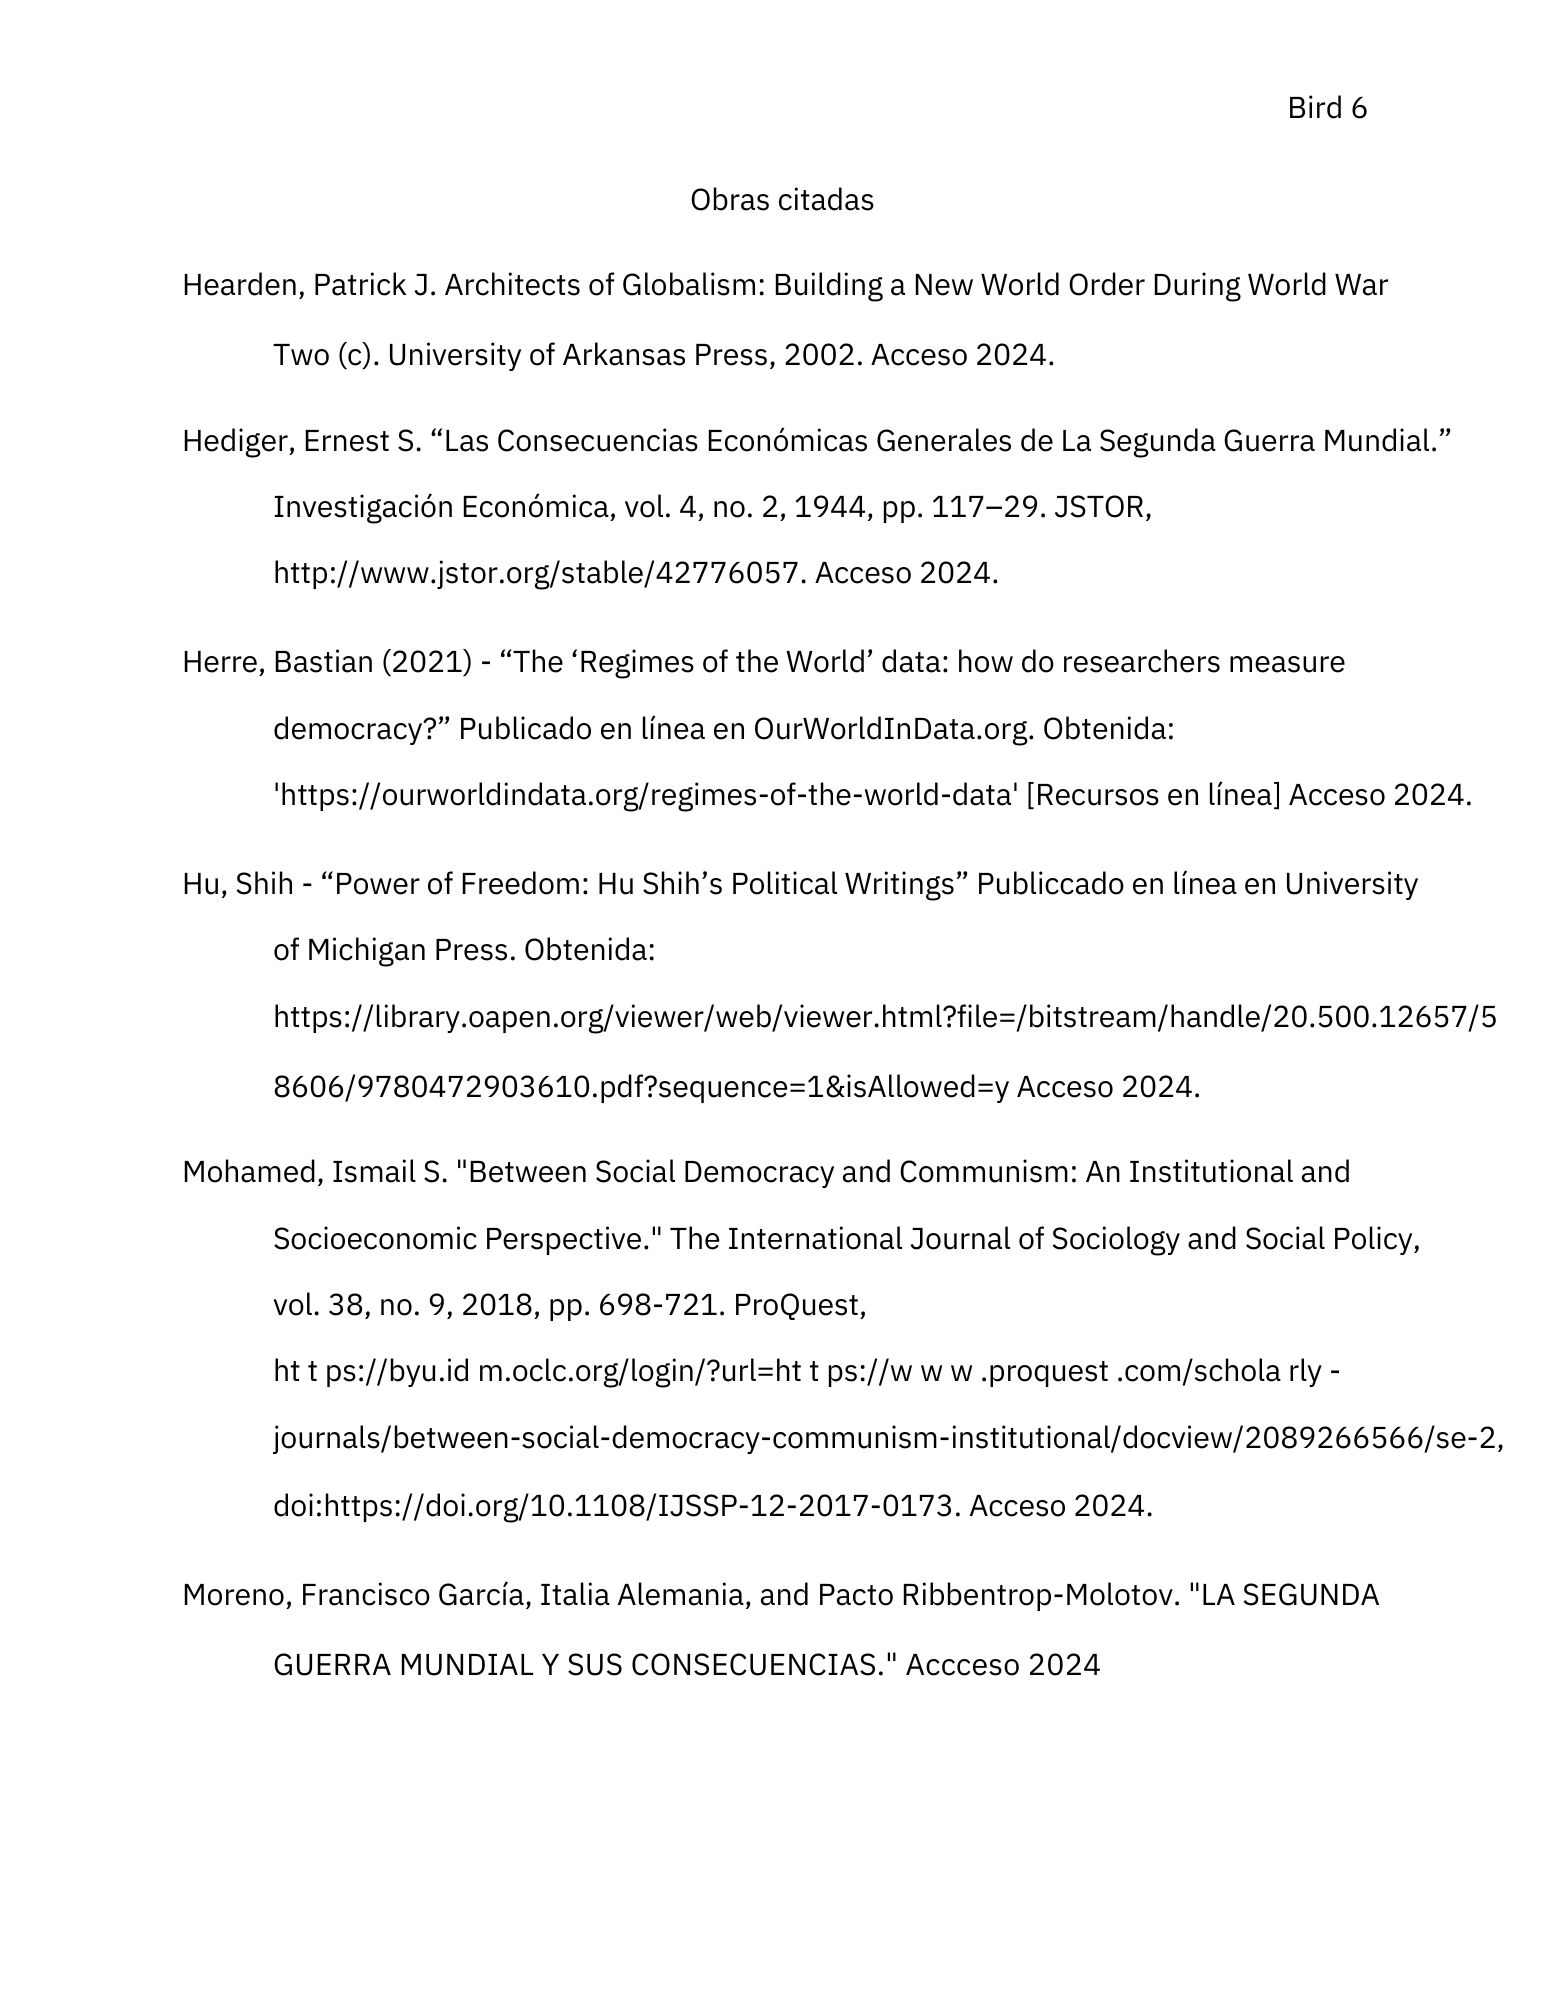 Bird 6
Obras citadas
Hearden, Patrick J. Architects of Globalism: Building a New World Order During World War
Two (c). University of Arkansas Press, 2002. Acceso 2024.
Hediger, Ernest S. “Las Consecuencias Económicas Generales de La Segunda Guerra Mundial.”
Investigación Económica, vol. 4, no. 2, 1944, pp. 117–29. JSTOR,
http://www.jstor.org/stable/42776057. Acceso 2024.
Herre, Bastian (2021) - “The ‘Regimes of the World’ data: how do researchers measure
democracy?” Publicado en línea en OurWorldInData.org. Obtenida:
'https://ourworldindata.org/regimes-of-the-world-data' [Recursos en línea] Acceso 2024.
Hu, Shih - “Power of Freedom: Hu Shih’s Political Writings” Publiccado en línea en University
of Michigan Press. Obtenida:
https://library.oapen.org/viewer/web/viewer.html?file=/bitstream/handle/20.500.12657/5
8606/9780472903610.pdf?sequence=1&isAllowed=y Acceso 2024.
Mohamed, Ismail S. "Between Social Democracy and Communism: An Institutional and
Socioeconomic Perspective." The International Journal of Sociology and Social Policy,
vol. 38, no. 9, 2018, pp. 698-721. ProQuest,
ht t ps://byu.id m.oclc.org/login/?url=ht t ps://w w w .proquest .com/schola rly -
journals/between-social-democracy-communism-institutional/docview/2089266566/se-2,
doi:https://doi.org/10.1108/IJSSP-12-2017-0173. Acceso 2024.
Moreno, Francisco García, Italia Alemania, and Pacto Ribbentrop-Molotov. "LA SEGUNDA
GUERRA MUNDIAL Y SUS CONSECUENCIAS." Accceso 2024